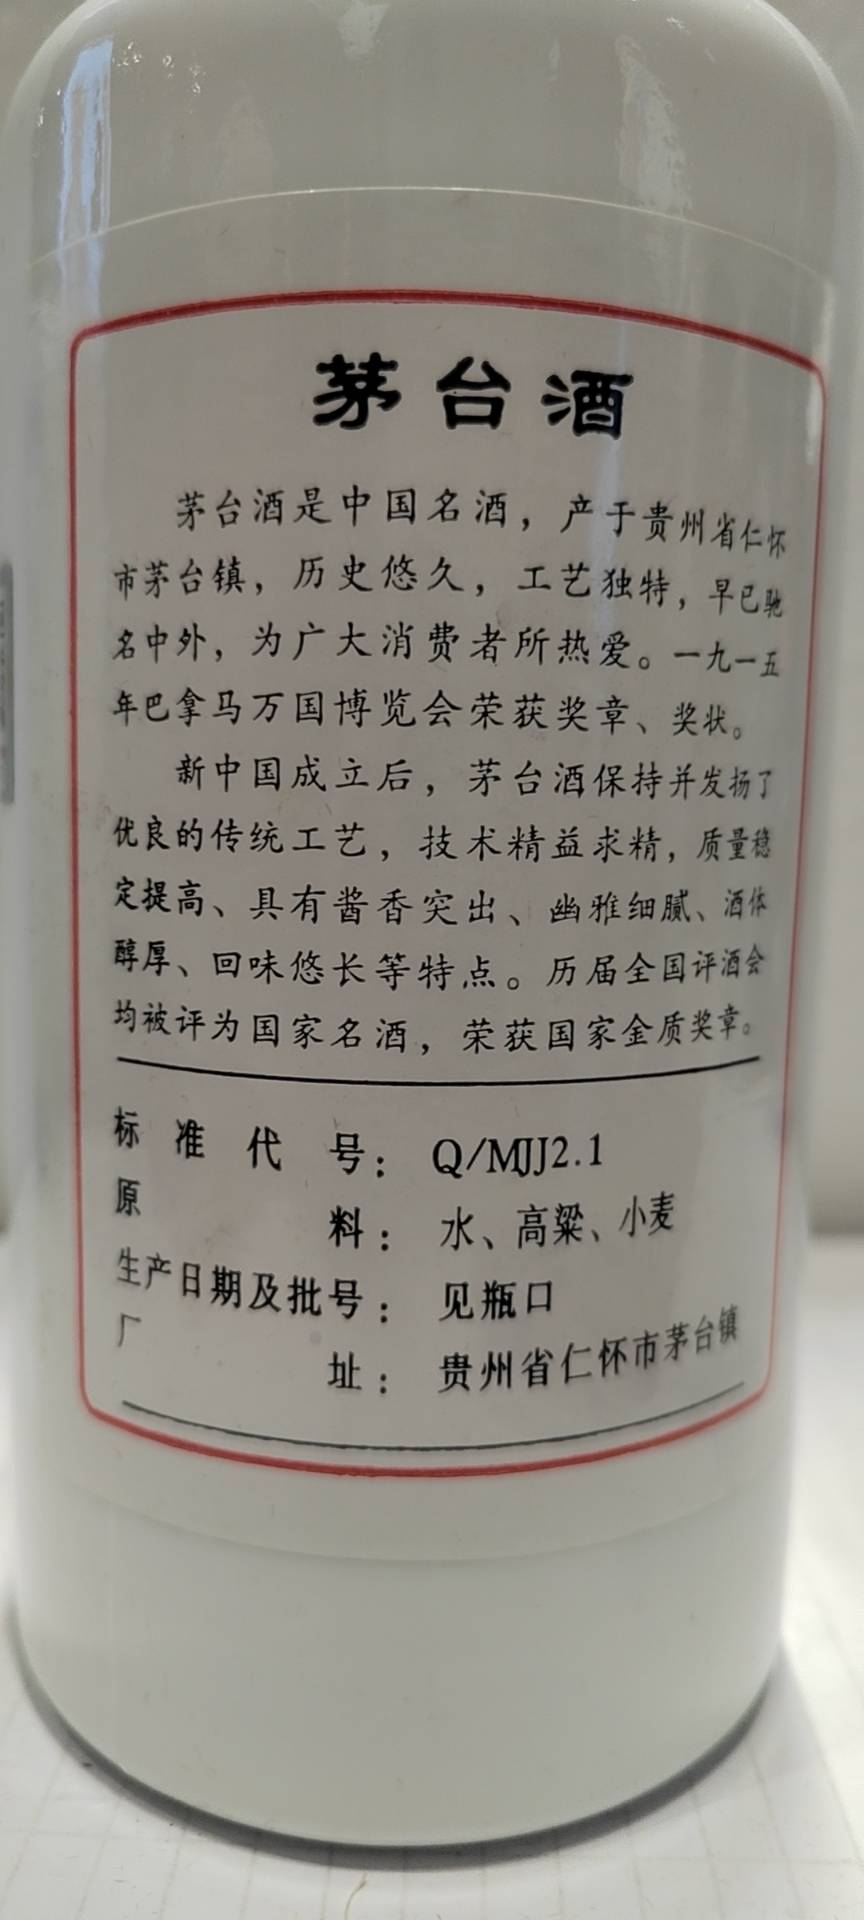 茅台酒
茅台酒是中国名酒，产于贵州省仁怀
市茅台镇，历史悠久，工艺独特，早已驰
名中外，为广大消费者所热爱。一九一五
年巴拿马万国博览会荣获奖章、奖状。
新中国成立后，茅台酒保持并发扬了
优良的传统工艺，技术精益求精，质量稳
定提高、具有酱香突出、幽雅细腻、酒体
醇厚、回味悠长等特点。历届全国评酒会
均被评为国家名酒，荣获国家金质奖章。
标准代号：Q/MJJ2.1
原料：水、高粱、小麦
生产日期及批号：见瓶口
厂址：贵州省仁怀市茅台镇